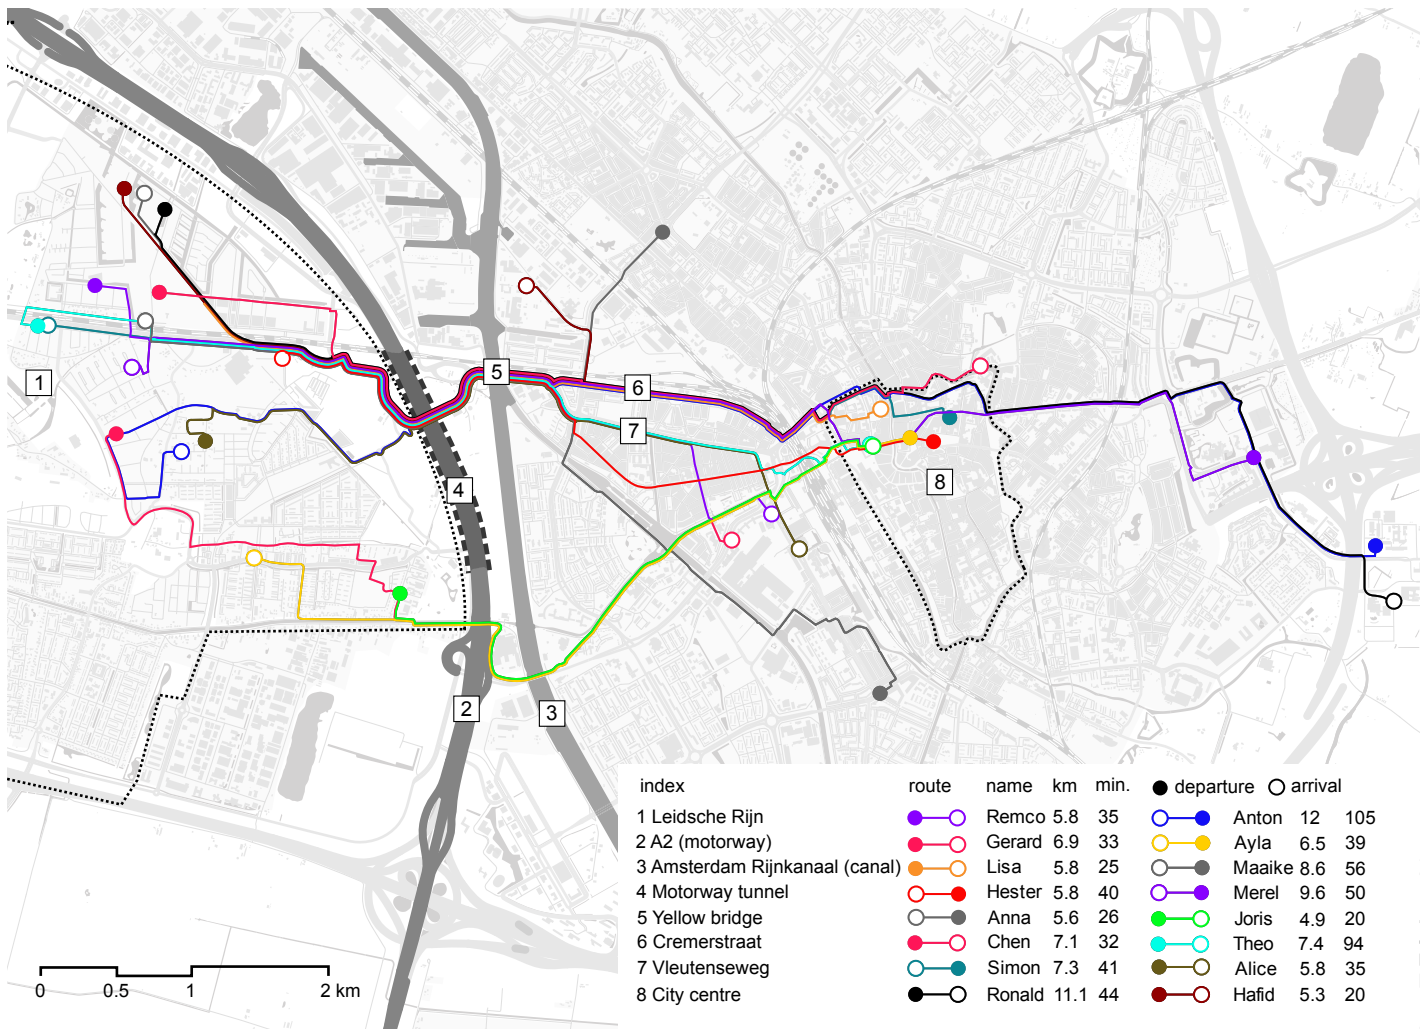 1
5
6
7
4
8
2
3
index route name km min. departure arrival
1 Leidsche Rijn Remco 5.8 35 Anton 12 105
2 A2 (motorway) Gerard 6.9 33 Ayla 6.5 39
3 Amsterdam Rijnkanaal (canal) Lisa 5.8 25 Maaike 8.6 56
4 Motorway tunnel Hester 5.8 40 Merel 9.6 50
5 Yellow bridge Anna 5.6 26 Joris 4.9 20
6 Cremerstraat Chen 7.1 32 Theo 7.4 94
7 Vleutenseweg Simon 7.3 41 Alice 5.8 35
8 City centre Ronald 11.1 44 Hafid 5.3 20
0 0.5 1 2 km